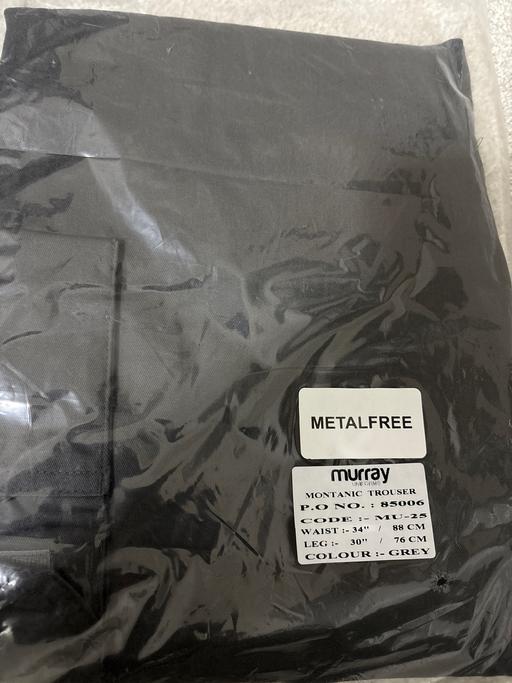 METALFREE
murray
UNIFORMS
MONTANIC TROUSER
P.O NO. : 85006
CODE :- MU-25
WAIST :- 34" / 88 CM
LEG :- 30" / 76 CM
COLOUR :- GREY